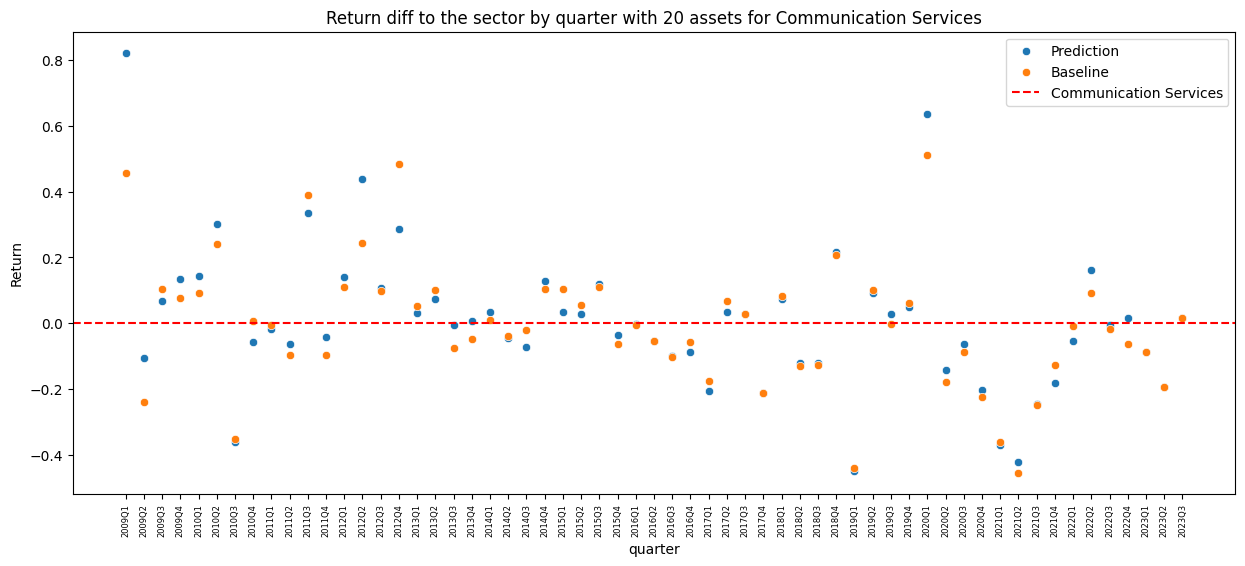 Return diff to the sector by quarter with 20 assets for Communication Services
Prediction
Baseline
Communication Services
Return
0.8
0.6
0.4
0.2
0.0
−0.2
−0.4
2009Q1
2009Q2
2009Q3
2009Q4
2010Q1
2010Q2
2010Q3
2010Q4
2011Q1
2011Q2
2011Q3
2011Q4
2012Q1
2012Q2
2012Q3
2012Q4
2013Q1
2013Q2
2013Q3
2013Q4
2014Q1
2014Q2
2014Q3
2014Q4
2015Q1
2015Q2
2015Q3
2015Q4
2016Q1
2016Q2
2016Q3
2016Q4
2017Q1
2017Q2
2017Q3
2017Q4
2018Q1
2018Q2
2018Q3
2018Q4
2019Q1
2019Q2
2019Q3
2019Q4
2020Q1
2020Q2
2020Q3
2020Q4
2021Q1
2021Q2
2021Q3
2021Q4
2022Q1
2022Q2
2022Q3
2022Q4
2023Q1
2023Q2
2023Q3
quarter